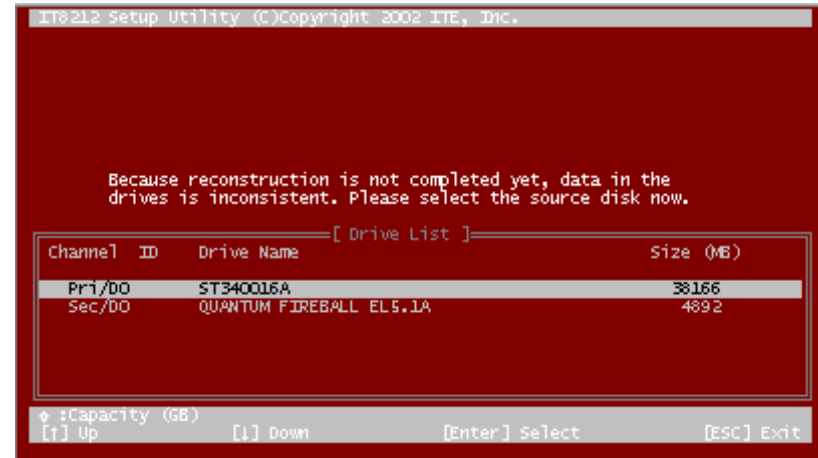 IT8212 Setup Utility (C)Copyright 2002 ITE, Inc.
Because reconstruction is not completed yet, data in the
drives is inconsistent. Please select the source disk now.
[ Drive List ]
Channel ID Drive Name Size (MB)
Pri/D0 ST340016A 38166
Sec/D0 QUANTUM FIREBALL EL5.1A 4892
◊ :Capacity (GB)
[↑] Up [↓] Down [Enter] Select [ESC] Exit